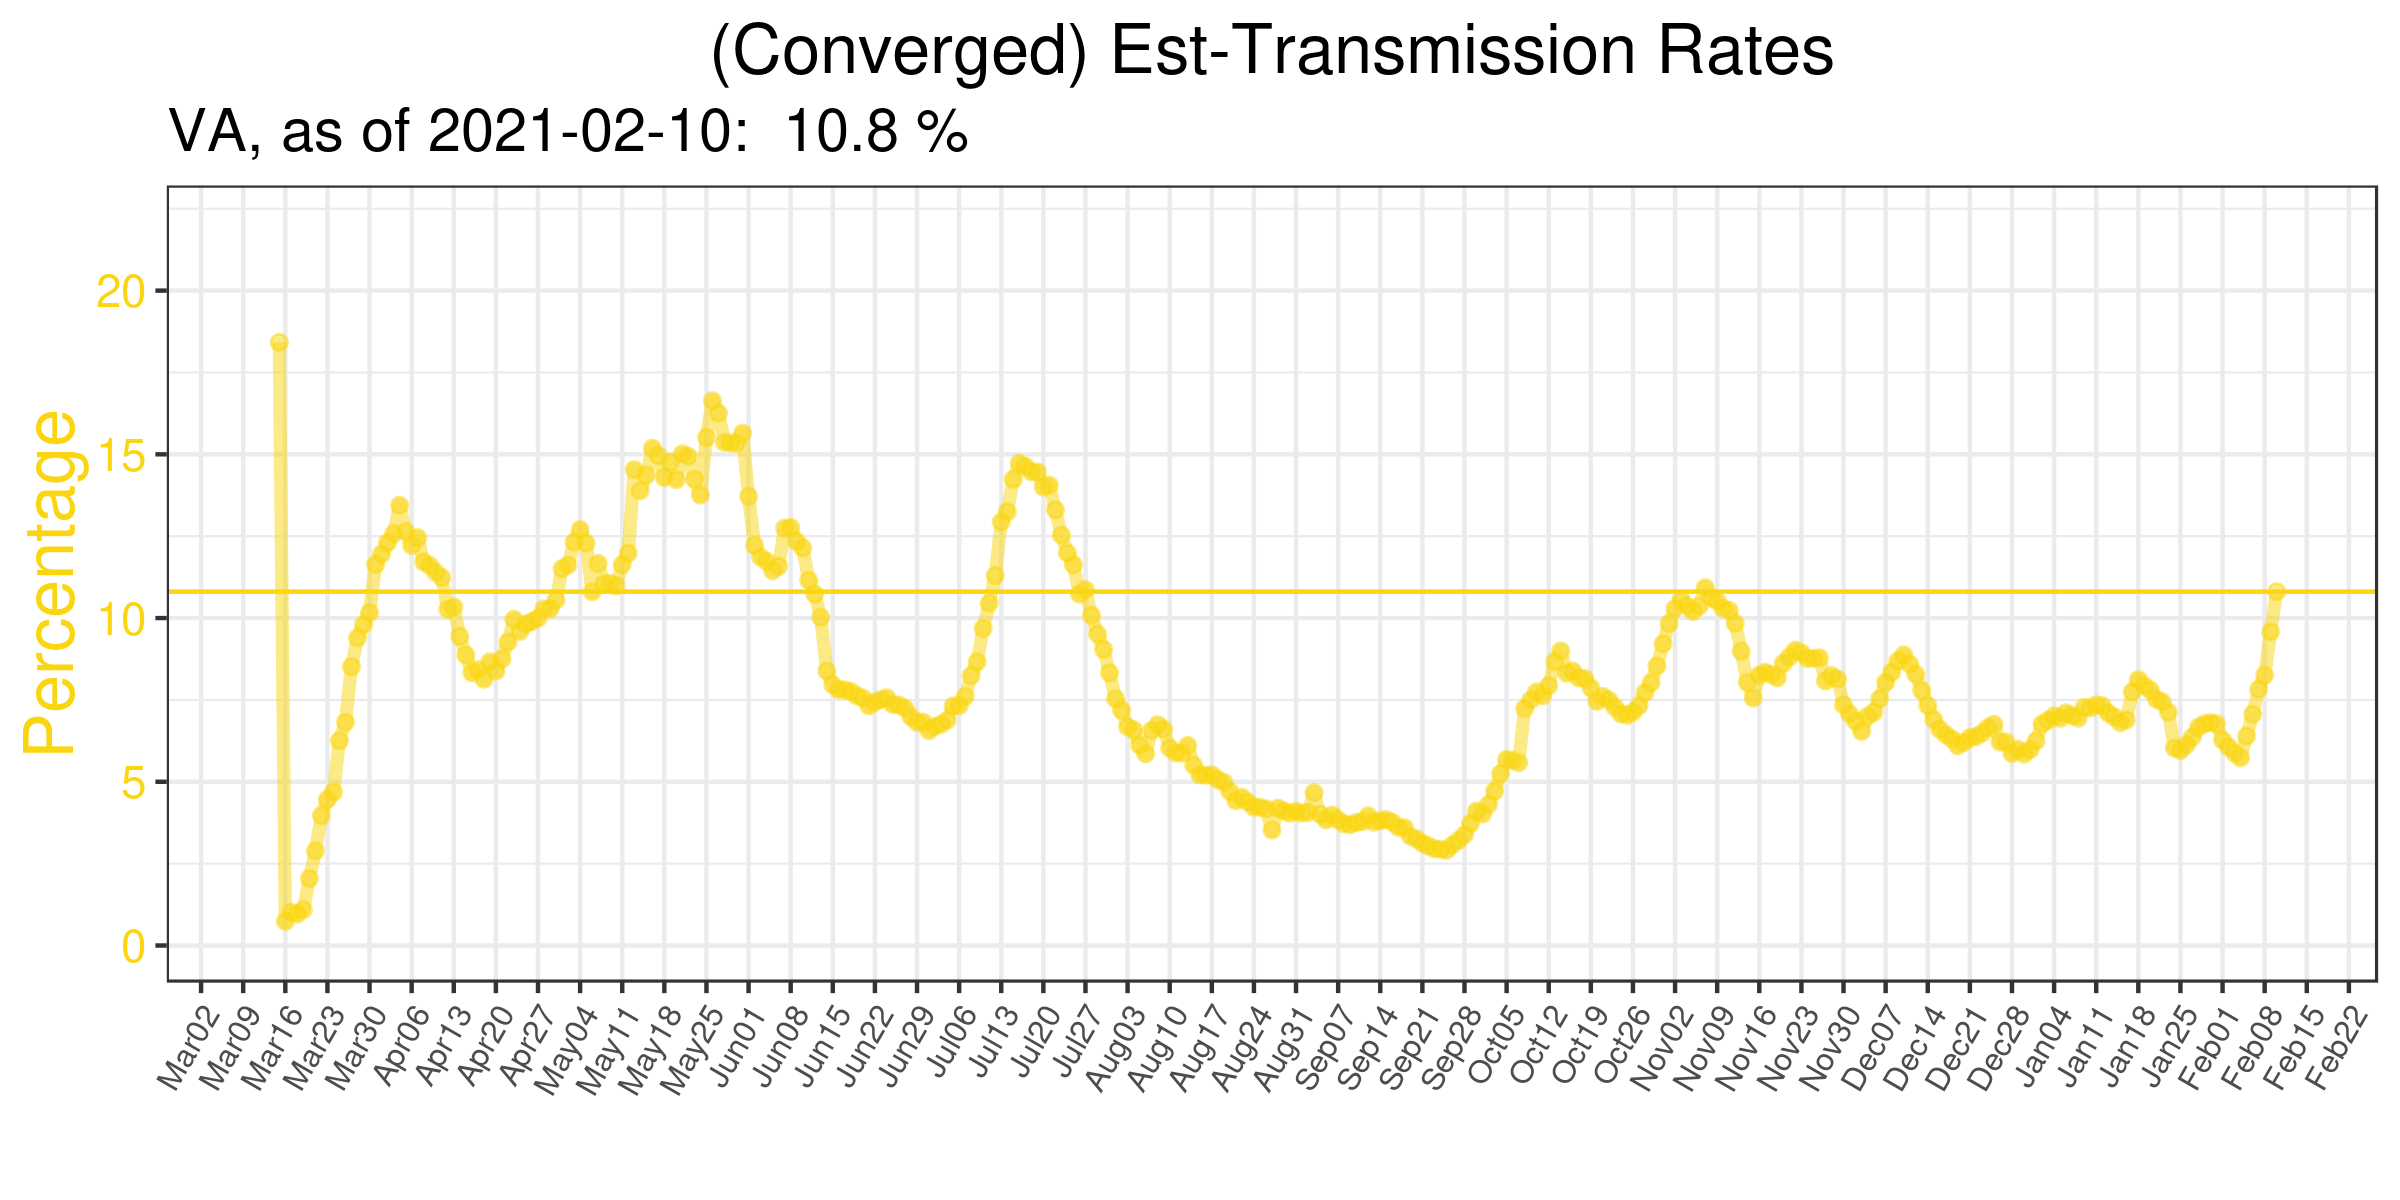 (Converged) Est-Transmission Rates
VA, as of 2021-02-10:  10.8 %
Percentage
20
15
10
5
0
Mar02 Mar09 Mar16 Mar23 Mar30 Apr06 Apr13 Apr20 Apr27 May04 May11 May18 May25 Jun01 Jun08 Jun15 Jun22 Jun29 Jul06 Jul13 Jul20 Jul27 Aug03 Aug10 Aug17 Aug24 Aug31 Sep07 Sep14 Sep21 Sep28 Oct05 Oct12 Oct19 Oct26 Nov02 Nov09 Nov16 Nov23 Nov30 Dec07 Dec14 Dec21 Dec28 Jan04 Jan11 Jan18 Jan25 Feb01 Feb08 Feb15 Feb22